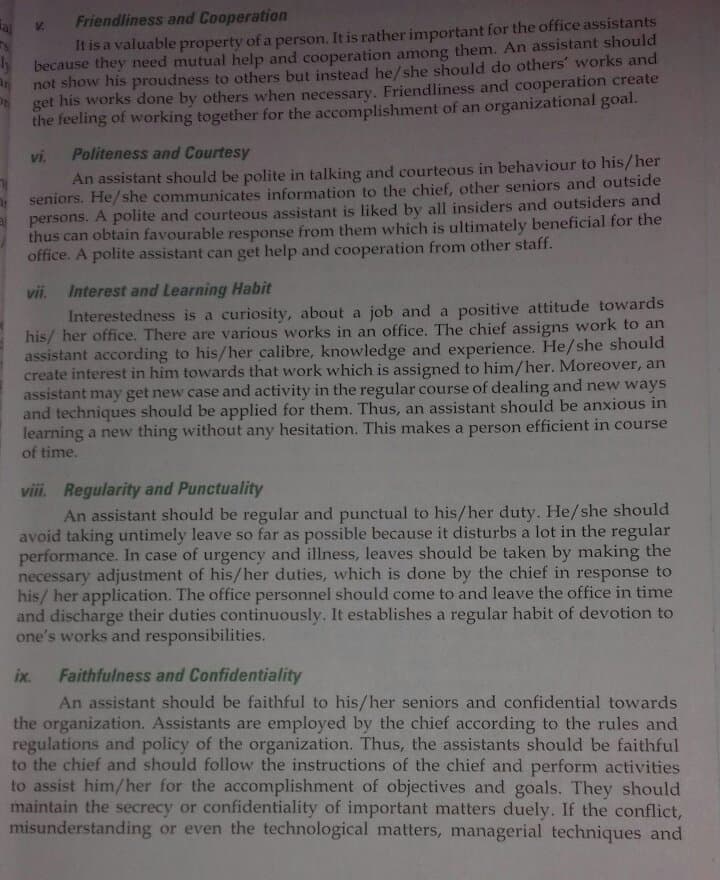 v. Friendliness and Cooperation
It is a valuable property of a person. It is rather important for the office assistants
because they need mutual help and cooperation among them. An assistant should
not show his proudness to others but instead he/she should do others' works and
get his works done by others when necessary. Friendliness and cooperation create
the feeling of working together for the accomplishment of an organizational goal.
vi. Politeness and Courtesy
An assistant should be polite in talking and courteous in behaviour to his/her
seniors. He/she communicates information to the chief, other seniors and outside
persons. A polite and courteous assistant is liked by all insiders and outsiders and
thus can obtain favourable response from them which is ultimately beneficial for the
office. A polite assistant can get help and cooperation from other staff.
vii. Interest and Learning Habit
Interestedness is a curiosity, about a job and a positive attitude towards
his/ her office. There are various works in an office. The chief assigns work to an
assistant according to his/her calibre, knowledge and experience. He/she should
create interest in him towards that work which is assigned to him/her. Moreover, an
assistant may get new case and activity in the regular course of dealing and new ways
and techniques should be applied for them. Thus, an assistant should be anxious in
learning a new thing without any hesitation. This makes a person efficient in course
of time.
viii. Regularity and Punctuality
An assistant should be regular and punctual to his/her duty. He/she should
avoid taking untimely leave so far as possible because it disturbs a lot in the regular
performance. In case of urgency and illness, leaves should be taken by making the
necessary adjustment of his/her duties, which is done by the chief in response to
his/ her application. The office personnel should come to and leave the office in time
and discharge their duties continuously. It establishes a regular habit of devotion to
one's works and responsibilities.
ix. Faithfulness and Confidentiality
An assistant should be faithful to his/her seniors and confidential towards
the organization. Assistants are employed by the chief according to the rules and
regulations and policy of the organization. Thus, the assistants should be faithful
to the chief and should follow the instructions of the chief and perform activities
to assist him/her for the accomplishment of objectives and goals. They should
maintain the secrecy or confidentiality of important matters duely. If the conflict,
misunderstanding or even the technological matters, managerial techniques and